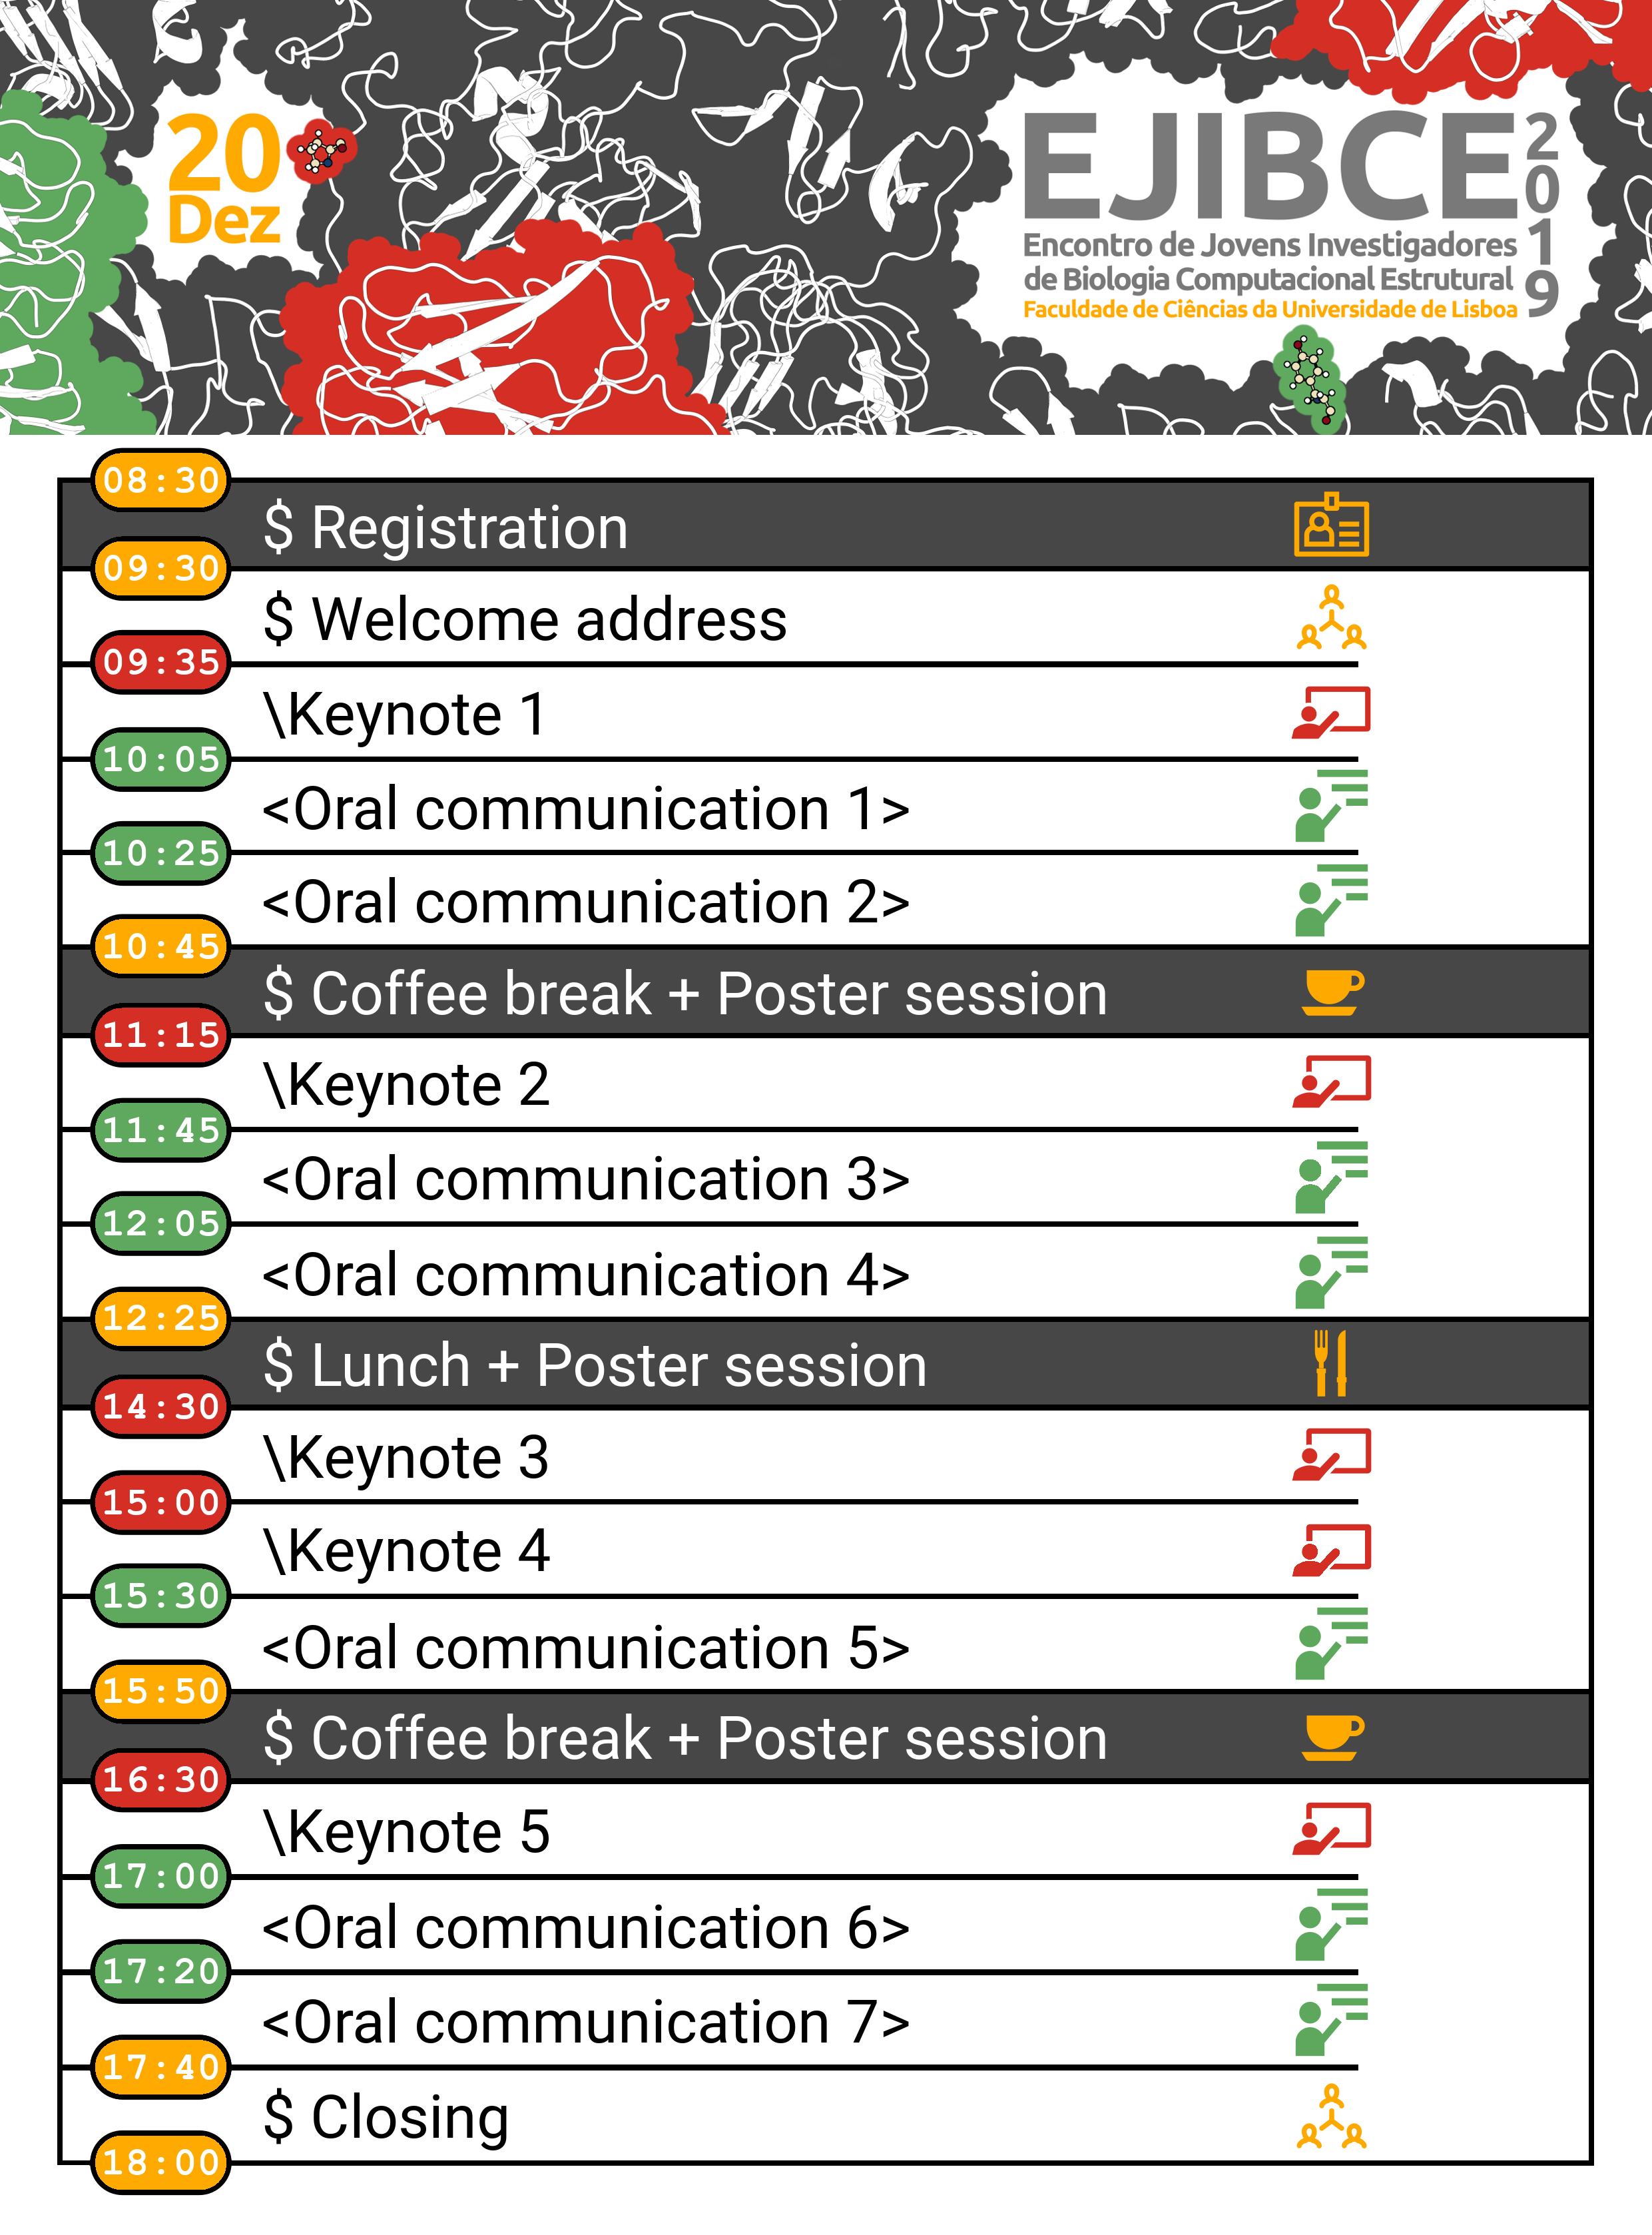 20
Dez
EJIBCE 2019
Encontro de Jovens Investigadores
de Biologia Computacional Estrutural
Faculdade de Ciências da Universidade de Lisboa
08:30
$ Registration
09:30
$ Welcome address
09:35
\Keynote 1
10:05
<Oral communication 1>
10:25
<Oral communication 2>
10:45
$ Coffee break + Poster session
11:15
\Keynote 2
11:45
<Oral communication 3>
12:05
<Oral communication 4>
12:25
$ Lunch + Poster session
14:30
\Keynote 3
15:00
\Keynote 4
15:30
<Oral communication 5>
15:50
$ Coffee break + Poster session
16:30
\Keynote 5
17:00
<Oral communication 6>
17:20
<Oral communication 7>
17:40
$ Closing
18:00